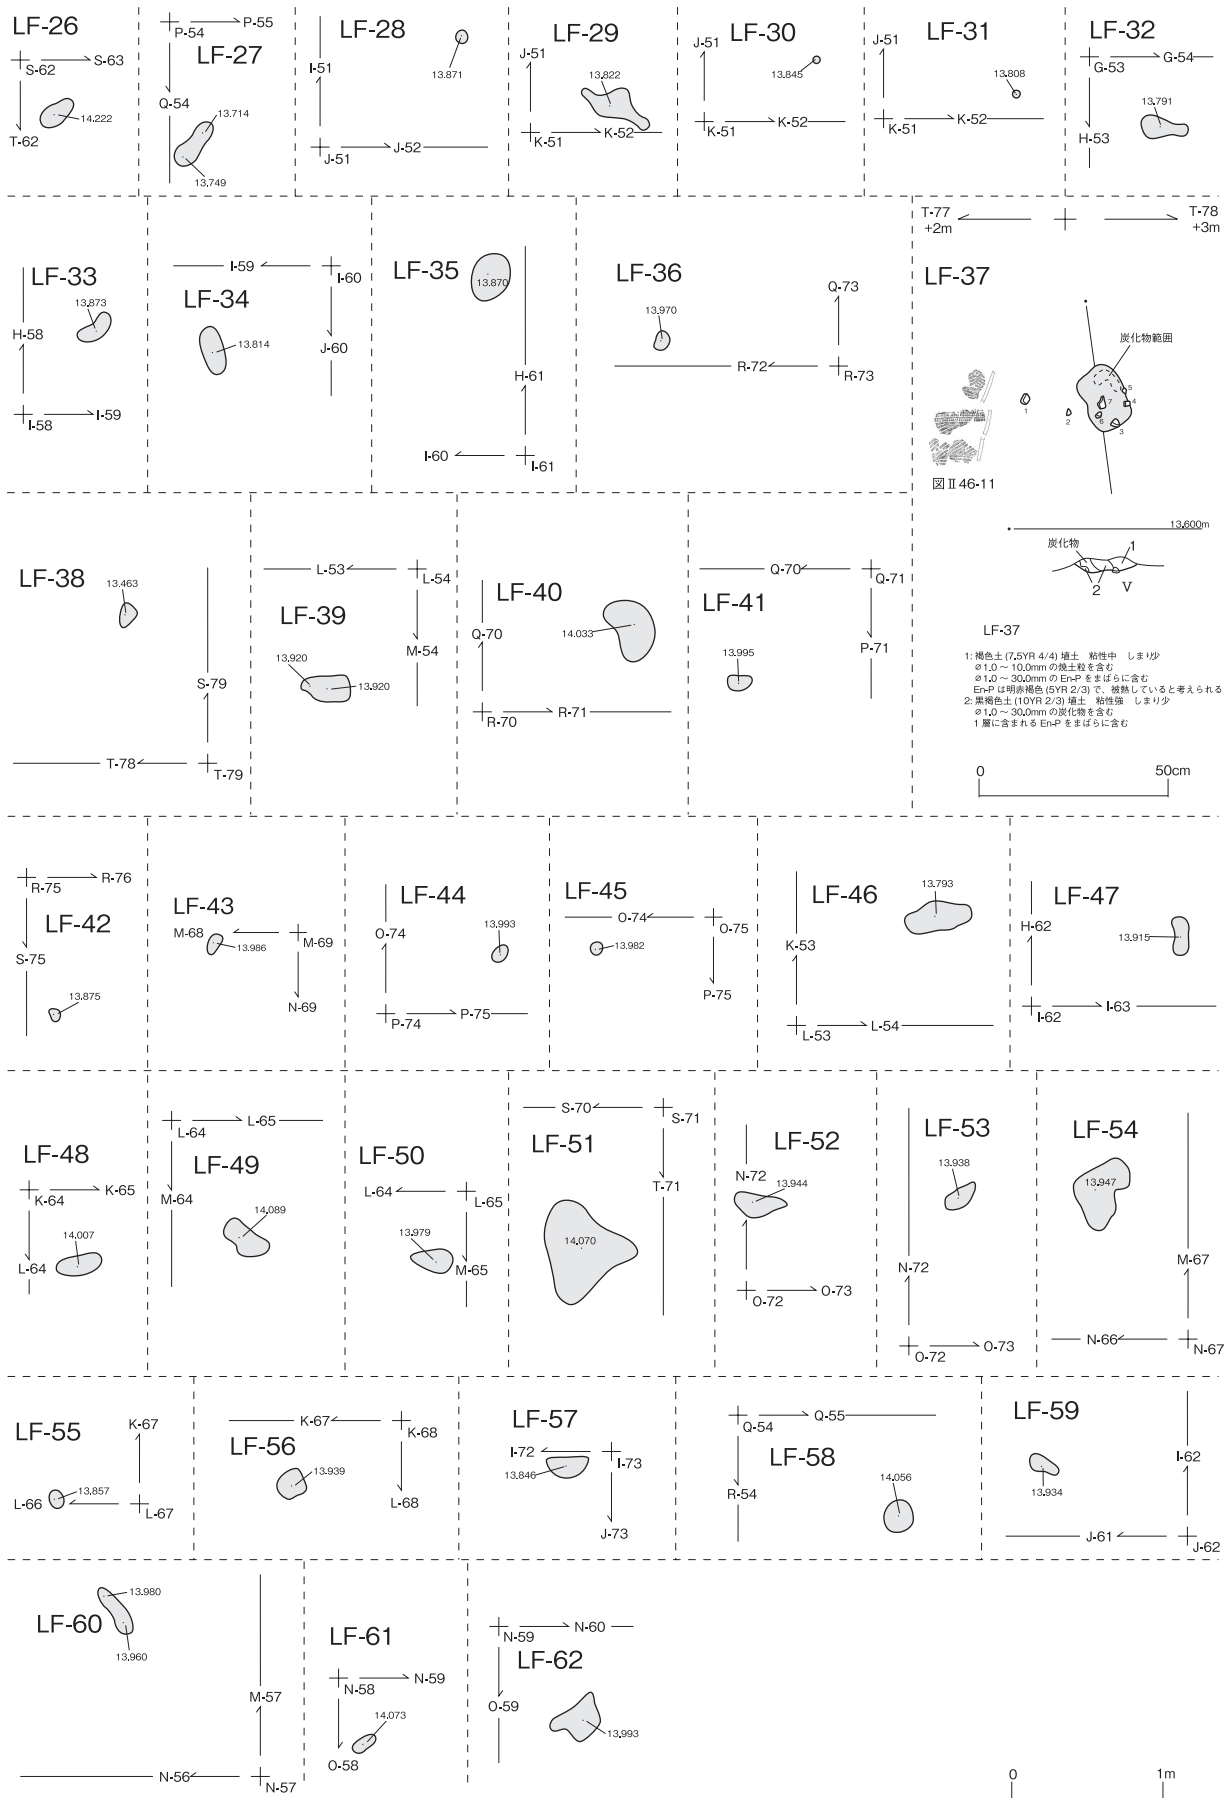 LF-26
S-62
S-63
T-62
14.222
P-54
P-55
LF-27
Q-54
13.714
13.749
LF-28
I-51
13.871
J-51
J-52
LF-29
J-51
13.822
K-51
K-52
LF-30
J-51
13.845
K-51
K-52
LF-31
J-51
13.808
K-51
K-52
LF-32
G-53
G-54
13.791
H-53
LF-33
13.873
H-58
I-58
I-59
I-59
I-60
LF-34
13.814
J-60
LF-35
13.870
H-61
I-60
I-61
LF-36
13.970
Q-73
R-72
R-73
T-77
+2m
T-78
+3m
LF-37
炭化物範囲
1
2
3
4
5
6
7
図Ⅱ46-11
13.600m
炭化物
1
2
V
LF-37
1: 褐色土 (7.5YR 4/4) 埴土 粘性中 しまり少
φ1.0 ～ 10.0mm の焼土粒を含む
φ1.0 ～ 30.0mm の En-P をまばらに含む
En-P は明赤褐色 (5YR 2/3) で、被熱していると考えられる
2: 黒褐色土 (10YR 2/3) 埴土 粘性強 しまり少
φ1.0 ～ 30.0mm の炭化物を含む
1 層に含まれる En-P をまばらに含む
0
50cm
LF-38
13.463
S-79
T-78
T-79
L-53
L-54
LF-39
M-54
13.920
13.920
LF-40
Q-70
14.033
R-70
R-71
Q-70
Q-71
LF-41
P-71
13.995
R-75
R-76
LF-42
S-75
13.875
LF-43
M-68
M-69
13.986
N-69
LF-44
O-74
13.993
P-74
P-75
LF-45
O-74
O-75
13.982
P-75
LF-46
13.793
K-53
L-53
L-54
LF-47
H-62
13.915
I-62
I-63
LF-48
K-64
K-65
14.007
L-64
L-64
L-65
LF-49
M-64
14.089
LF-50
L-64
L-65
13.979
M-65
S-70
S-71
LF-51
T-71
14.070
LF-52
N-72
13.944
O-72
O-73
LF-53
13.938
N-72
O-72
O-73
LF-54
13.947
M-67
N-66
N-67
LF-55
K-67
13.857
L-66
L-67
K-67
K-68
LF-56
13.939
L-68
LF-57
I-72
I-73
13.846
J-73
Q-54
Q-55
LF-58
R-54
14.056
LF-59
I-62
13.934
J-61
J-62
LF-60
13.980
13.960
M-57
N-56
N-57
LF-61
N-58
N-59
14.073
O-58
N-59
N-60
LF-62
O-59
13.993
0
1m